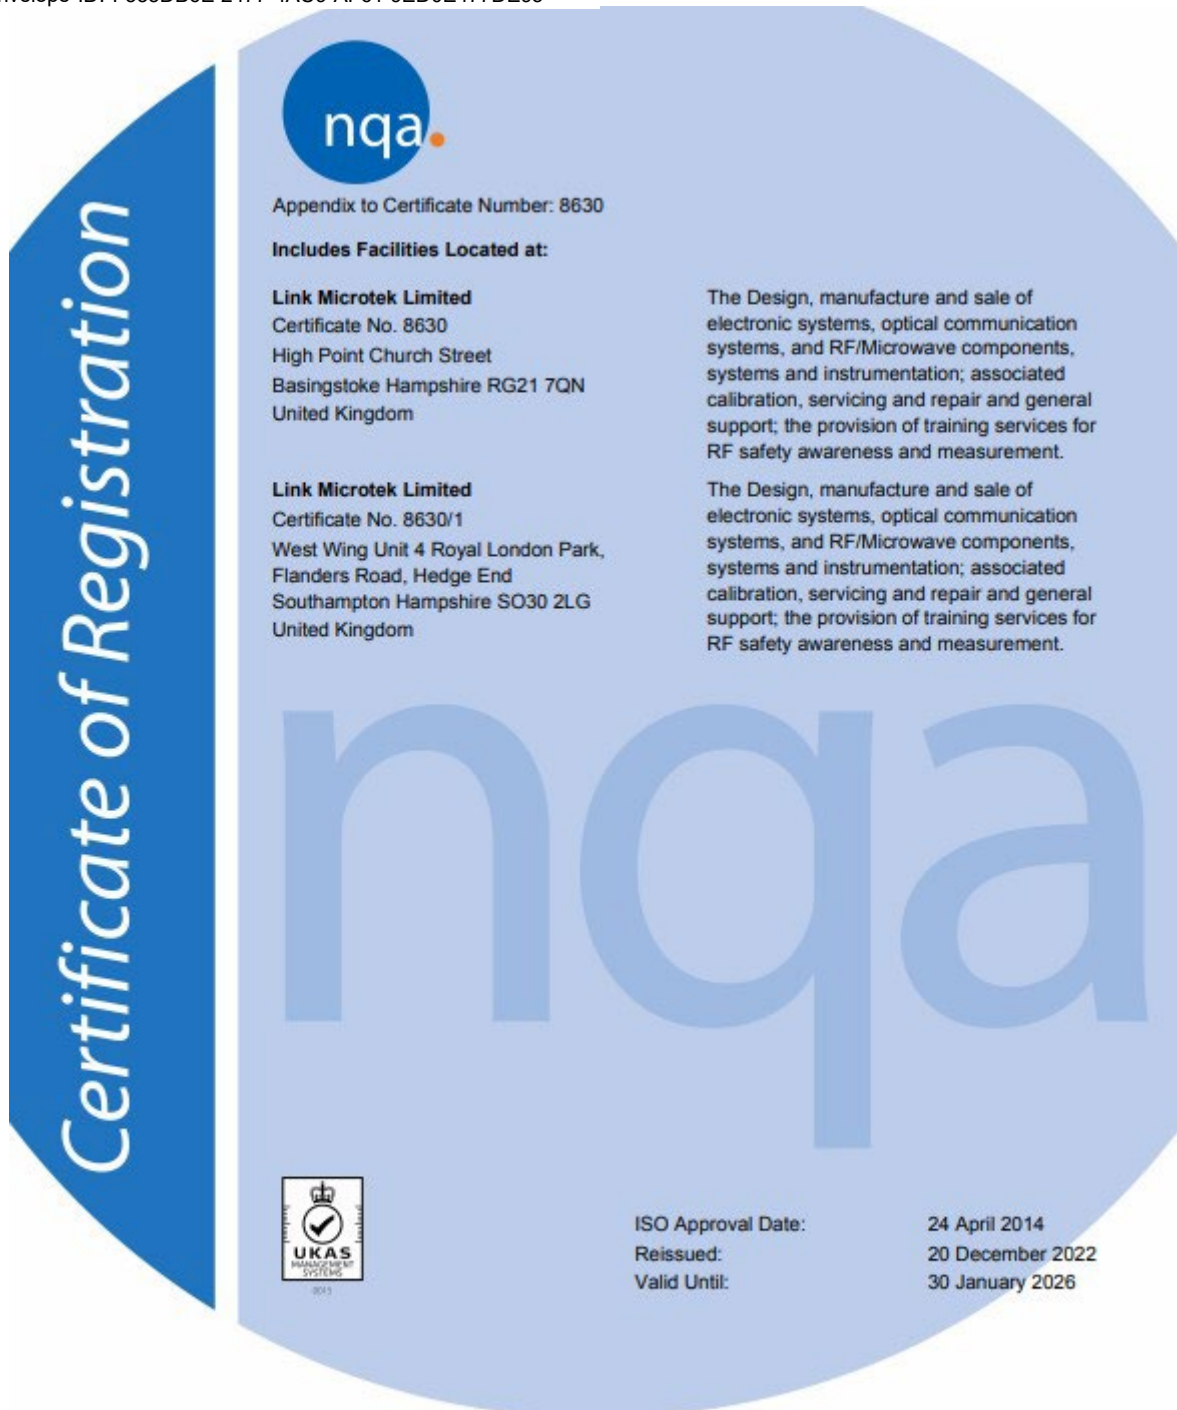 nqa.
Appendix to Certificate Number: 8630
Includes Facilities Located at:
Link Microtek Limited
Certificate No. 8630
High Point Church Street
Basingstoke Hampshire RG21 7QN
United Kingdom
The Design, manufacture and sale of
electronic systems, optical communication
systems, and RF/Microwave components,
systems and instrumentation; associated
calibration, servicing and repair and general
support; the provision of training services for
RF safety awareness and measurement.
Link Microtek Limited
Certificate No. 8630/1
West Wing Unit 4 Royal London Park,
Flanders Road, Hedge End
Southampton Hampshire SO30 2LG
United Kingdom
The Design, manufacture and sale of
electronic systems, optical communication
systems, and RF/Microwave components,
systems and instrumentation; associated
calibration, servicing and repair and general
support; the provision of training services for
RF safety awareness and measurement.
Certificate of Registration
nqa
UKAS
MANAGEMENT
SYSTEMS
0015
ISO Approval Date: 24 April 2014
Reissued: 20 December 2022
Valid Until: 30 January 2026